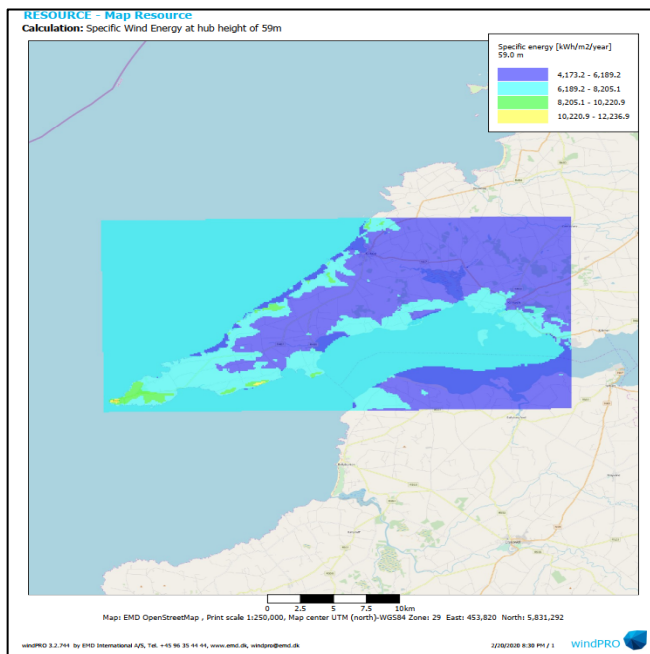 RESOURCE - Map Resource
Calculation: Specific Wind Energy at hub height of 59m
Specific energy [kWh/m2/year]
59.0 m
4,173.2 - 6,189.2
6,189.2 - 8,205.1
8,205.1 - 10,220.9
10,220.9 - 12,236.9
0 2.5 5 7.5 10km
Map: EMD OpenStreetMap , Print scale 1:250,000, Map center UTM (north)-WGS84 Zone: 29 East: 453,820 North: 5,831,292
windPRO 3.2.744 by EMD International A/S, Tel. +45 96 35 44 44, www.emd.dk, windpro@emd.dk
2/20/2020 8:30 PM / 1
windPRO